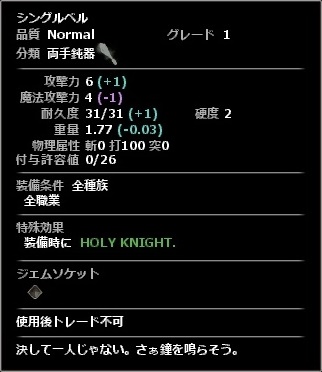 シングルベル
品質 Normal グレード 1
分類 両手鈍器
攻撃力 6 (+1)
魔法攻撃力 4 (-1)
耐久度 31/31 (+1) 硬度 2
重量 1.77 (-0.03)
物理属性 斬0 打100 突0
付与許容値 0/26
装備条件 全種族
全職業
特殊効果
装備時に HOLY KNIGHT.
ジェムソケット
使用後トレード不可
決して一人じゃない。さぁ鐘を鳴らそう。